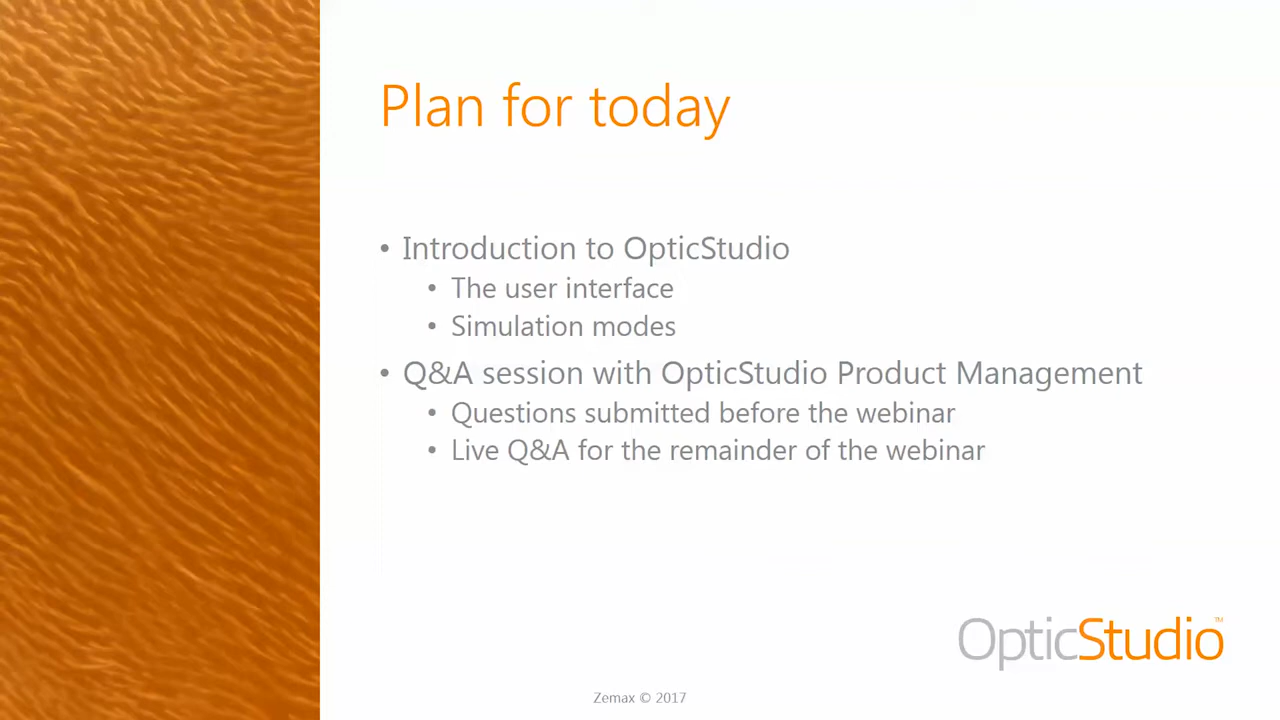 Plan for today
• Introduction to OpticStudio
• The user interface
• Simulation modes
• Q&A session with OpticStudio Product Management
• Questions submitted before the webinar
• Live Q&A for the remainder of the webinar
OpticStudio™
Zemax © 2017